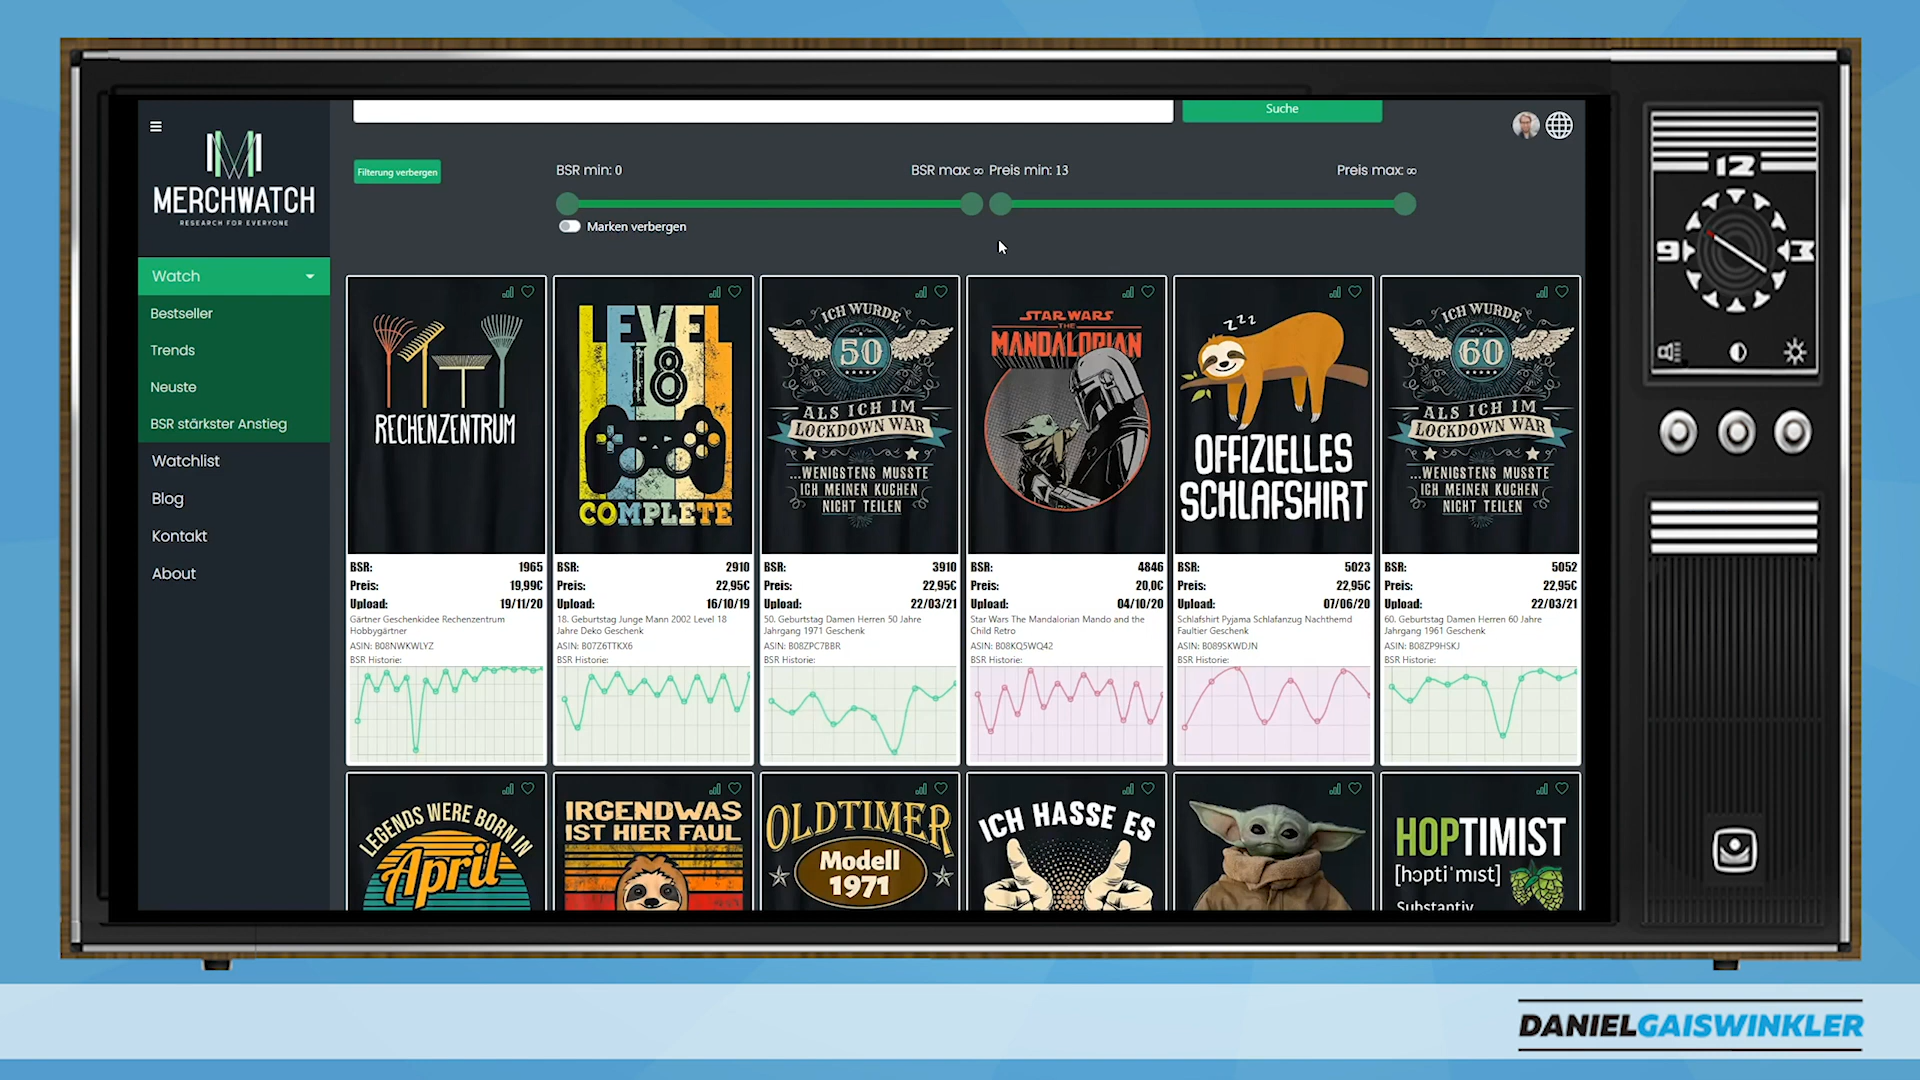 Suche
MERCHWATCH
RESEARCH FOR EVERYONE
Filterung verbergen
BSR min: 0
BSR max: ∞
Preis min: 13
Preis max: ∞
Marken verbergen
Watch
Bestseller
Trends
Neuste
BSR stärkster Anstieg
Watchlist
Blog
Kontakt
About
RECHENZENTRUM
BSR: 1965
Preis: 19,99€
Upload: 19/11/20
Gärtner Geschenkidee Rechenzentrum
Hobbygärtner
ASIN: B08NWKWLYZ
BSR Historie:
LEVEL
18
COMPLETE
BSR: 2910
Preis: 22,95€
Upload: 16/10/19
18. Geburtstag Junge Mann 2002 Level 18
Jahre Deko Geschenk
ASIN: B07Z6TTKX6
BSR Historie:
ICH WURDE
50
ALS ICH IM
LOCKDOWN WAR
...WENIGSTENS MUSSTE
ICH MEINEN KUCHEN
NICHT TEILEN
BSR: 3910
Preis: 22,95€
Upload: 22/03/21
50. Geburtstag Damen Herren 50 Jahre
Jahrgang 1971 Geschenk
ASIN: B08ZPC7BBR
BSR Historie:
STAR WARS
THE
MANDALORIAN
BSR: 4846
Preis: 20,0€
Upload: 04/10/20
Star Wars The Mandalorian Mando and the
Child Retro
ASIN: B08KQ5WQ42
BSR Historie:
ZZZ
OFFIZIELLES
SCHLAFSHIRT
BSR: 5023
Preis: 22,95€
Upload: 07/06/20
Schlafshirt Pyjama Schlafanzug Nachthemd
Faultier Geschenk
ASIN: B089SKWDJN
BSR Historie:
ICH WURDE
60
ALS ICH IM
LOCKDOWN WAR
...WENIGSTENS MUSSTE
ICH MEINEN KUCHEN
NICHT TEILEN
BSR: 5052
Preis: 22,95€
Upload: 22/03/21
60. Geburtstag Damen Herren 60 Jahre
Jahrgang 1961 Geschenk
ASIN: B08ZP9HSKJ
BSR Historie:
LEGENDS WERE BORN IN
April
IRGENDWAS
IST HIER FAUL
OLDTIMER
Modell
1971
ICH HASSE ES
HOPTIMIST
[hɔptiˈmɪst]
Substantiv
12
9
3
DANIELGAISWINKLER